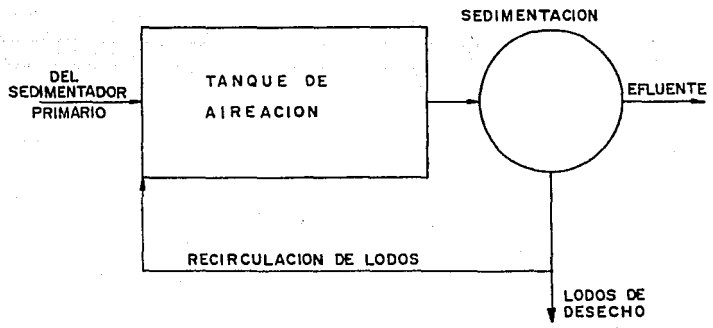 SEDIMENTACION
DEL
SEDIMENTADOR
PRIMARIO
TANQUE DE
AIREACION
EFLUENTE
RECIRCULACION DE LODOS
LODOS DE
DESECHO